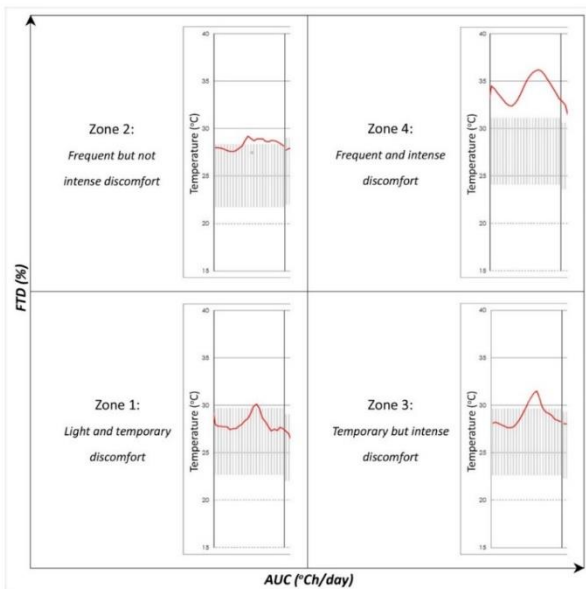 FTD (%)
Zone 2:
Frequent but not
intense discomfort
Temperature (°C)
40
35
30
25
20
15
Zone 4:
Frequent and intense
discomfort
Temperature (°C)
40
35
30
25
20
15
Zone 1:
Light and temporary
discomfort
Temperature (°C)
40
35
30
25
20
15
Zone 3:
Temporary but intense
discomfort
Temperature (°C)
40
35
30
25
20
15
AUC (°Ch/day)